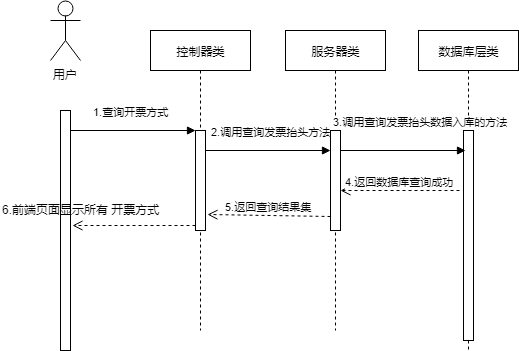 控制器类
服务器类
数据库层类
用户
1.查询开票方式
2.调用查询发票抬头方法
3.调用查询发票抬头数据入库的方法
4.返回数据库查询成功
5.返回查询结果集
6.前端页面显示所有 开票方式